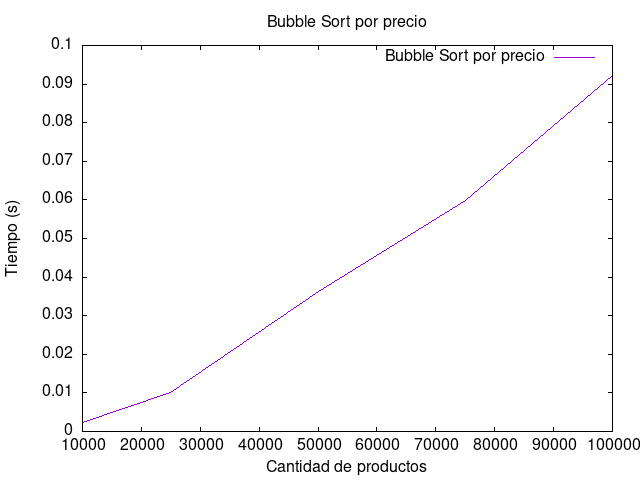 Bubble Sort por precio
Bubble Sort por precio
0.1
0.09
0.08
0.07
0.06
0.05
0.04
0.03
0.02
0.01
0
Tiempo (s)
10000 20000 30000 40000 50000 60000 70000 80000 90000 100000
Cantidad de productos